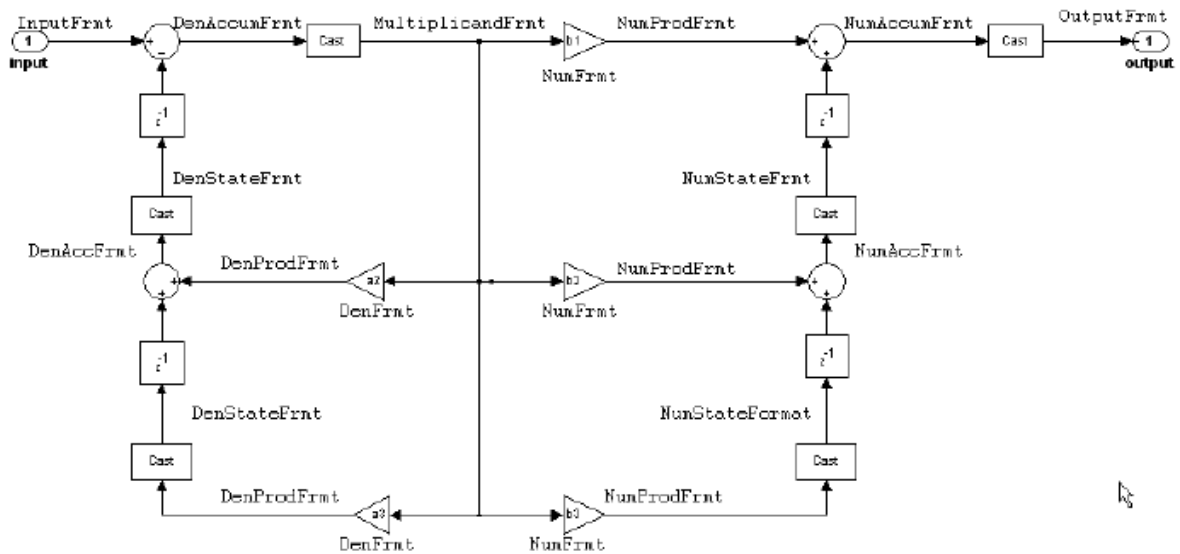 InputFrmt DenAccumFrmt MultiplicandFrmt NumProdFrmt NumAccumFrmt OutputFrmt
1 + − Cast b1 + + Cast 1
input NumFrmt output
z-1 z-1
DenStateFrmt NumStateFrmt
Cast Cast
DenAccFrmt DenProdFrmt NumProdFrmt NumAccFrmt
+ + a2 b2 + +
DenFrmt NumFrmt
z-1 z-1
DenStateFrmt NumStateFormat
Cast Cast
DenProdFrmt NumProdFrmt
a3 b3
DenFrmt NumFrmt